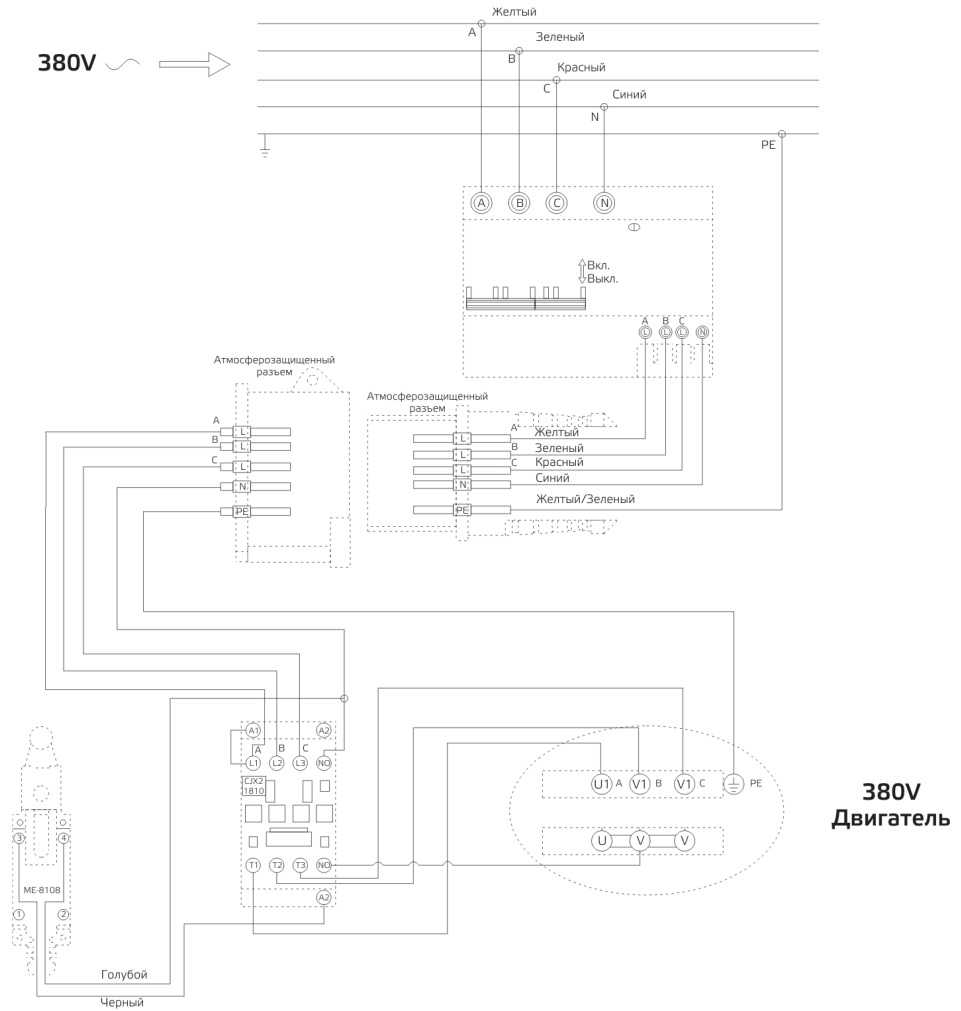 Желтый
A
Зеленый
B
380V
Красный
C
Синий
N
PE
A B C N
Вкл.
Выкл.
A B C
L L L N
Атмосферозащищенный
разъем
Атмосферозащищенный
разъем
A L
B L
C L
N
PE
L A Желтый
L B Зеленый
L C Красный
N Синий
PE Желтый/Зеленый
A1 A2
A B C
L1 L2 L3 NO
CJX2
1810
T1 T2 T3 NO
A2
U1 A V1 B V1 C PE
U V V
380V
Двигатель
3 4
ME-8108
1 2
Голубой
Черный